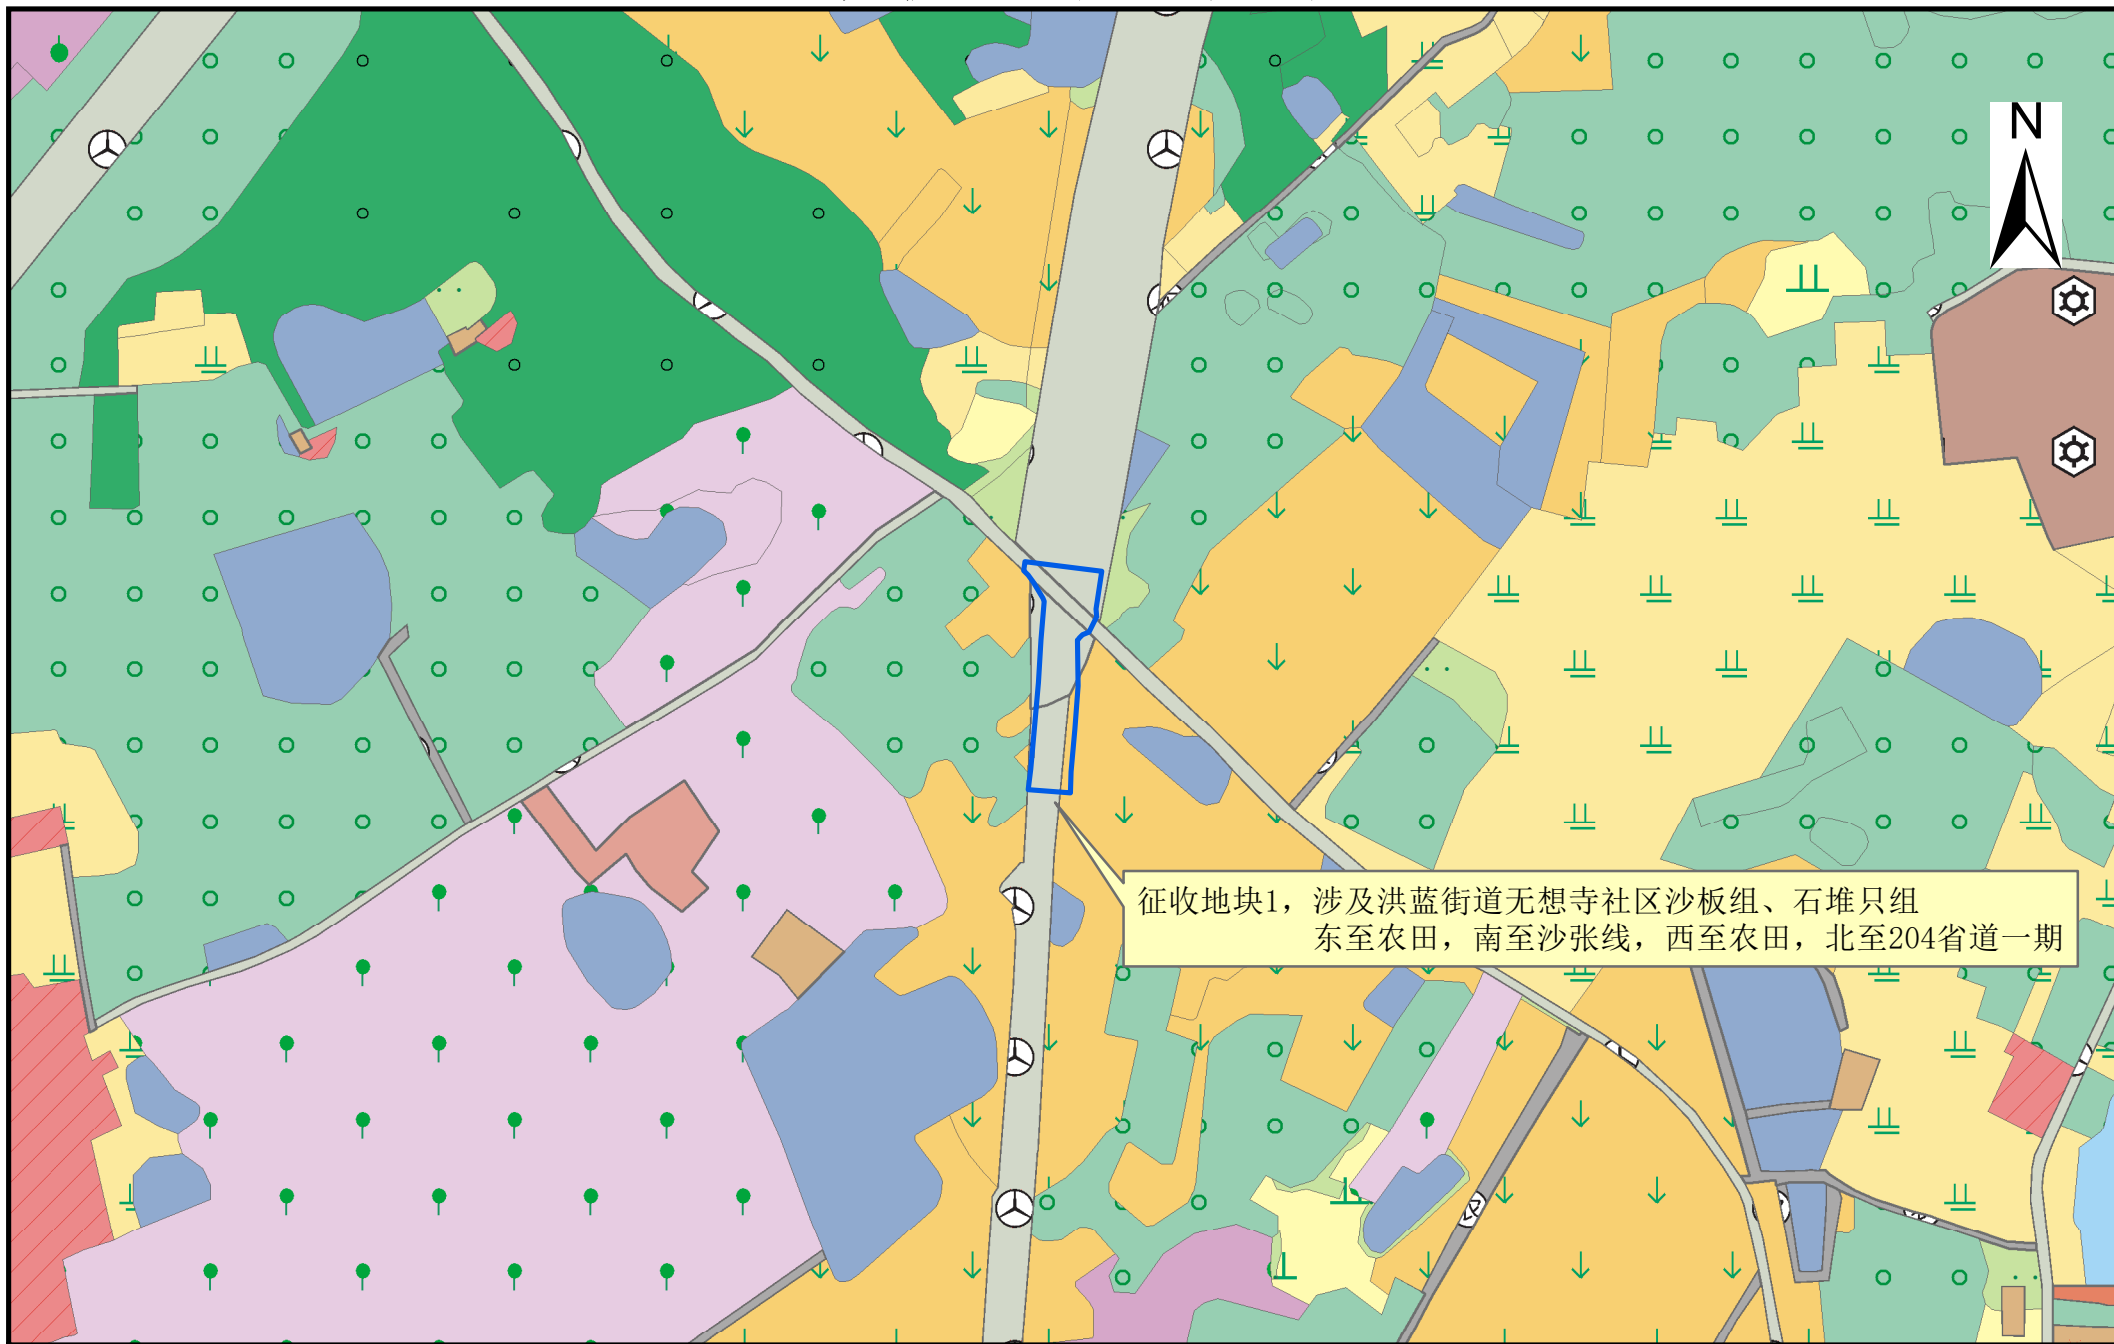 N
征收地块1，涉及洪蓝街道无想寺社区沙板组、石堆只组
东至农田，南至沙张线，西至农田，北至204省道一期